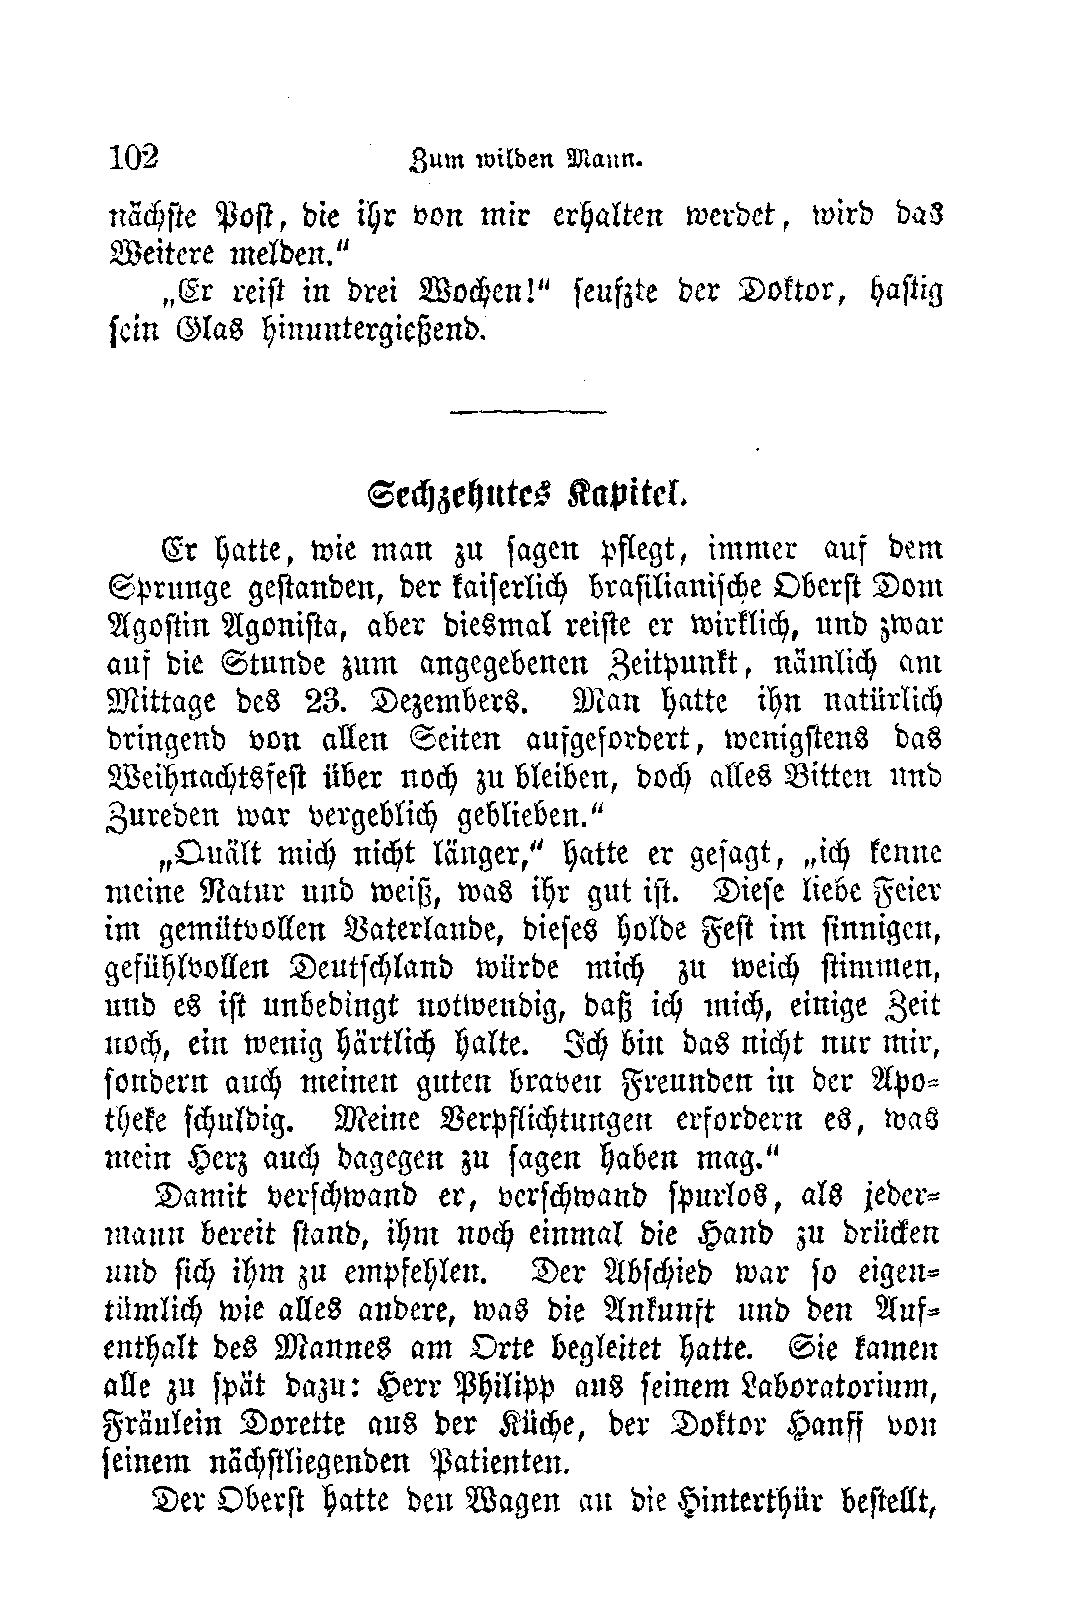 102 Zum wilden Mann.
nächste Post, die ihr von mir erhalten werdet, wird das
Weitere melden.“
„Er reist in drei Wochen!“ seufzte der Doktor, hastig
sein Glas hinuntergießend.
Sechzehntes Kapitel.
Er hatte, wie man zu sagen pflegt, immer auf dem
Sprunge gestanden, der kaiserlich brasilianische Oberst Dom
Agostin Agonista, aber diesmal reiste er wirklich, und zwar
auf die Stunde zum angegebenen Zeitpunkt, nämlich am
Mittage des 23. Dezembers. Man hatte ihn natürlich
dringend von allen Seiten aufgefordert, wenigstens das
Weihnachtsfest über noch zu bleiben, doch alles Bitten und
Zureden war vergeblich geblieben.“
„Quält mich nicht länger,“ hatte er gesagt, „ich kenne
meine Natur und weiß, was ihr gut ist. Diese liebe Feier
im gemütvollen Vaterlande, dieses holde Fest im sinnigen,
gefühlvollen Deutschland würde mich zu weich stimmen,
und es ist unbedingt notwendig, daß ich mich, einige Zeit
noch, ein wenig härtlich halte. Ich bin das nicht nur mir,
sondern auch meinen guten braven Freunden in der Apo-
theke schuldig. Meine Verpflichtungen erfordern es, was
mein Herz auch dagegen zu sagen haben mag.“
Damit verschwand er, verschwand spurlos, als jeder-
mann bereit stand, ihm noch einmal die Hand zu drücken
und sich ihm zu empfehlen. Der Abschied war so eigen-
tümlich wie alles andere, was die Ankunft und den Auf-
enthalt des Mannes am Orte begleitet hatte. Sie kamen
alle zu spät dazu: Herr Philipp aus seinem Laboratorium,
Fräulein Dorette aus der Küche, der Doktor Hanff von
seinem nächstliegenden Patienten.
Der Oberst hatte den Wagen an die Hinterthür bestellt,